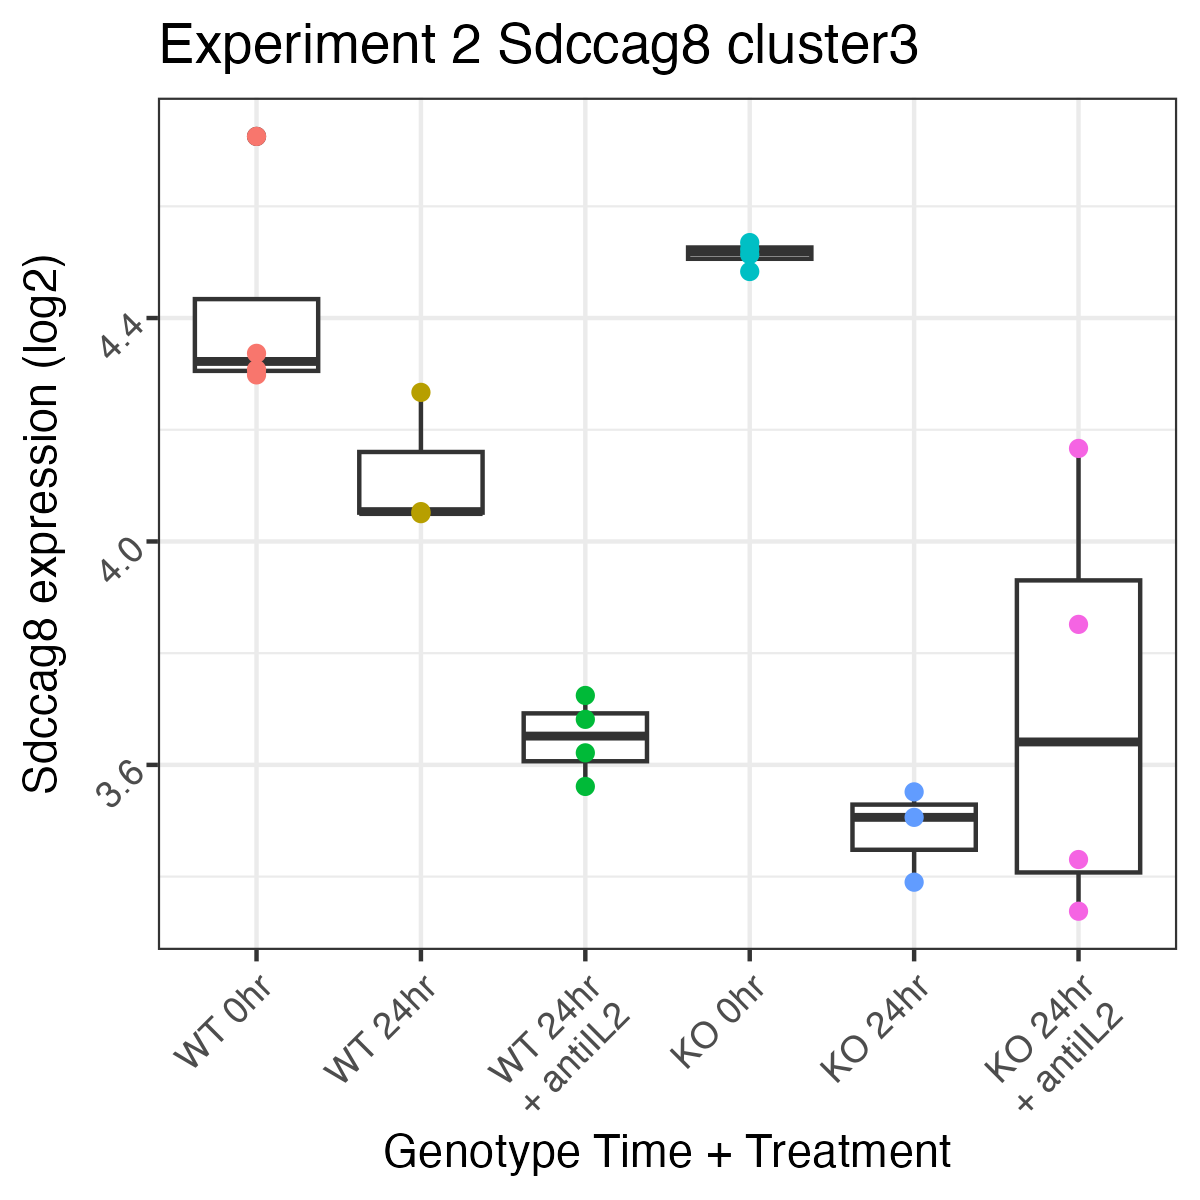 Experiment 2 Sdccag8 cluster3
Sdccag8 expression (log2)
4.4
4.0
3.6
WT 0hr
WT 24hr
WT 24hr
+ antiIL2
KO 0hr
KO 24hr
KO 24hr
+ antiIL2
Genotype Time + Treatment